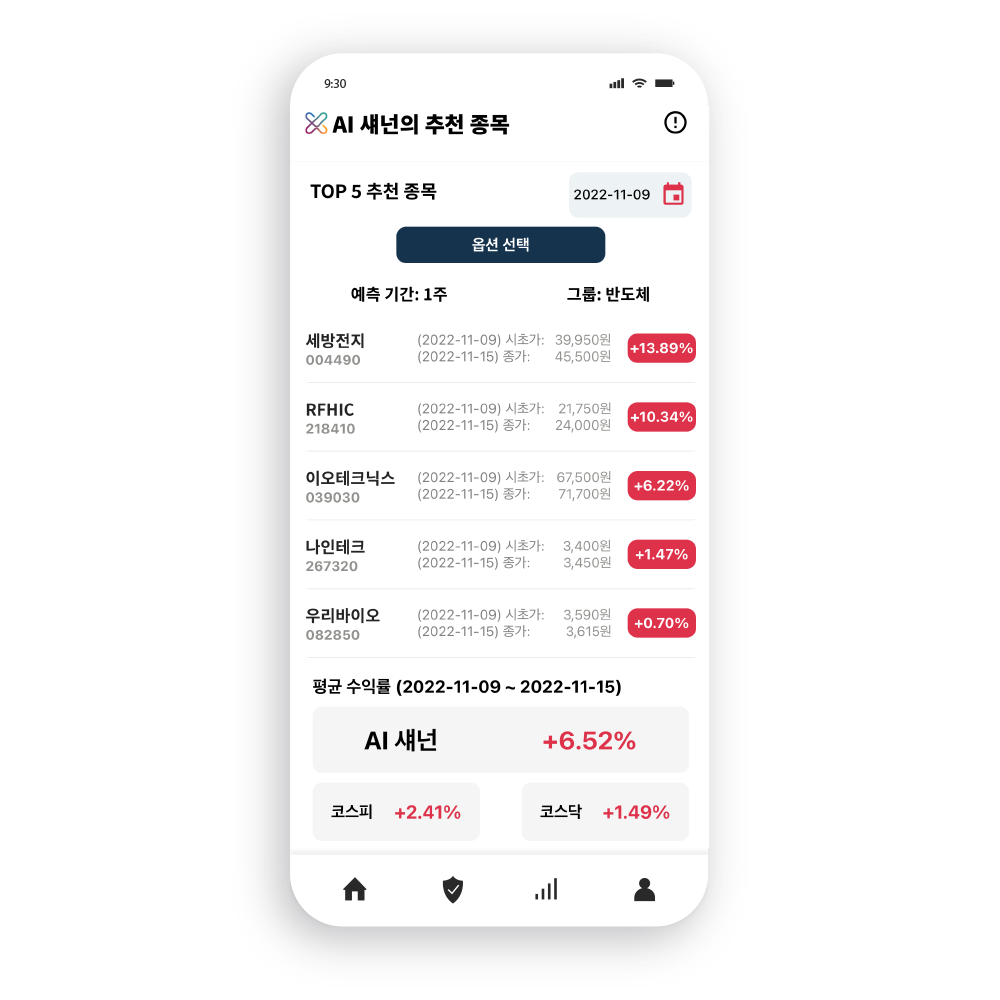 9:30
AI 섀넌의 추천 종목
TOP 5 추천 종목
2022-11-09
옵션 선택
예측 기간: 1주 그룹: 반도체
세방전지 (2022-11-09) 시초가: 39,950원 +13.89%
004490 (2022-11-15) 종가: 45,500원
RFHIC (2022-11-09) 시초가: 21,750원 +10.34%
218410 (2022-11-15) 종가: 24,000원
이오테크닉스 (2022-11-09) 시초가: 67,500원 +6.22%
039030 (2022-11-15) 종가: 71,700원
나인테크 (2022-11-09) 시초가: 3,400원 +1.47%
267320 (2022-11-15) 종가: 3,450원
우리바이오 (2022-11-09) 시초가: 3,590원 +0.70%
082850 (2022-11-15) 종가: 3,615원
평균 수익률 (2022-11-09 ~ 2022-11-15)
AI 섀넌 +6.52%
코스피 +2.41% 코스닥 +1.49%